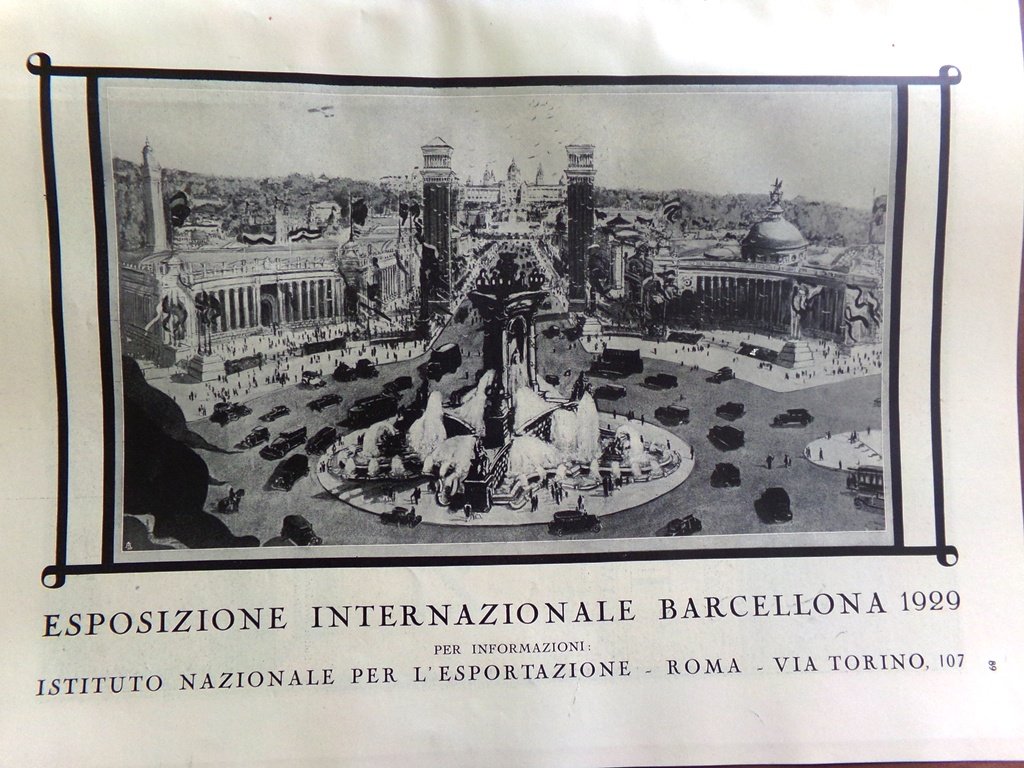 ESPOSIZIONE INTERNAZIONALE BARCELLONA 1929
PER INFORMAZIONI:
ISTITUTO NAZIONALE PER L'ESPORTAZIONE - ROMA - VIA TORINO, 107